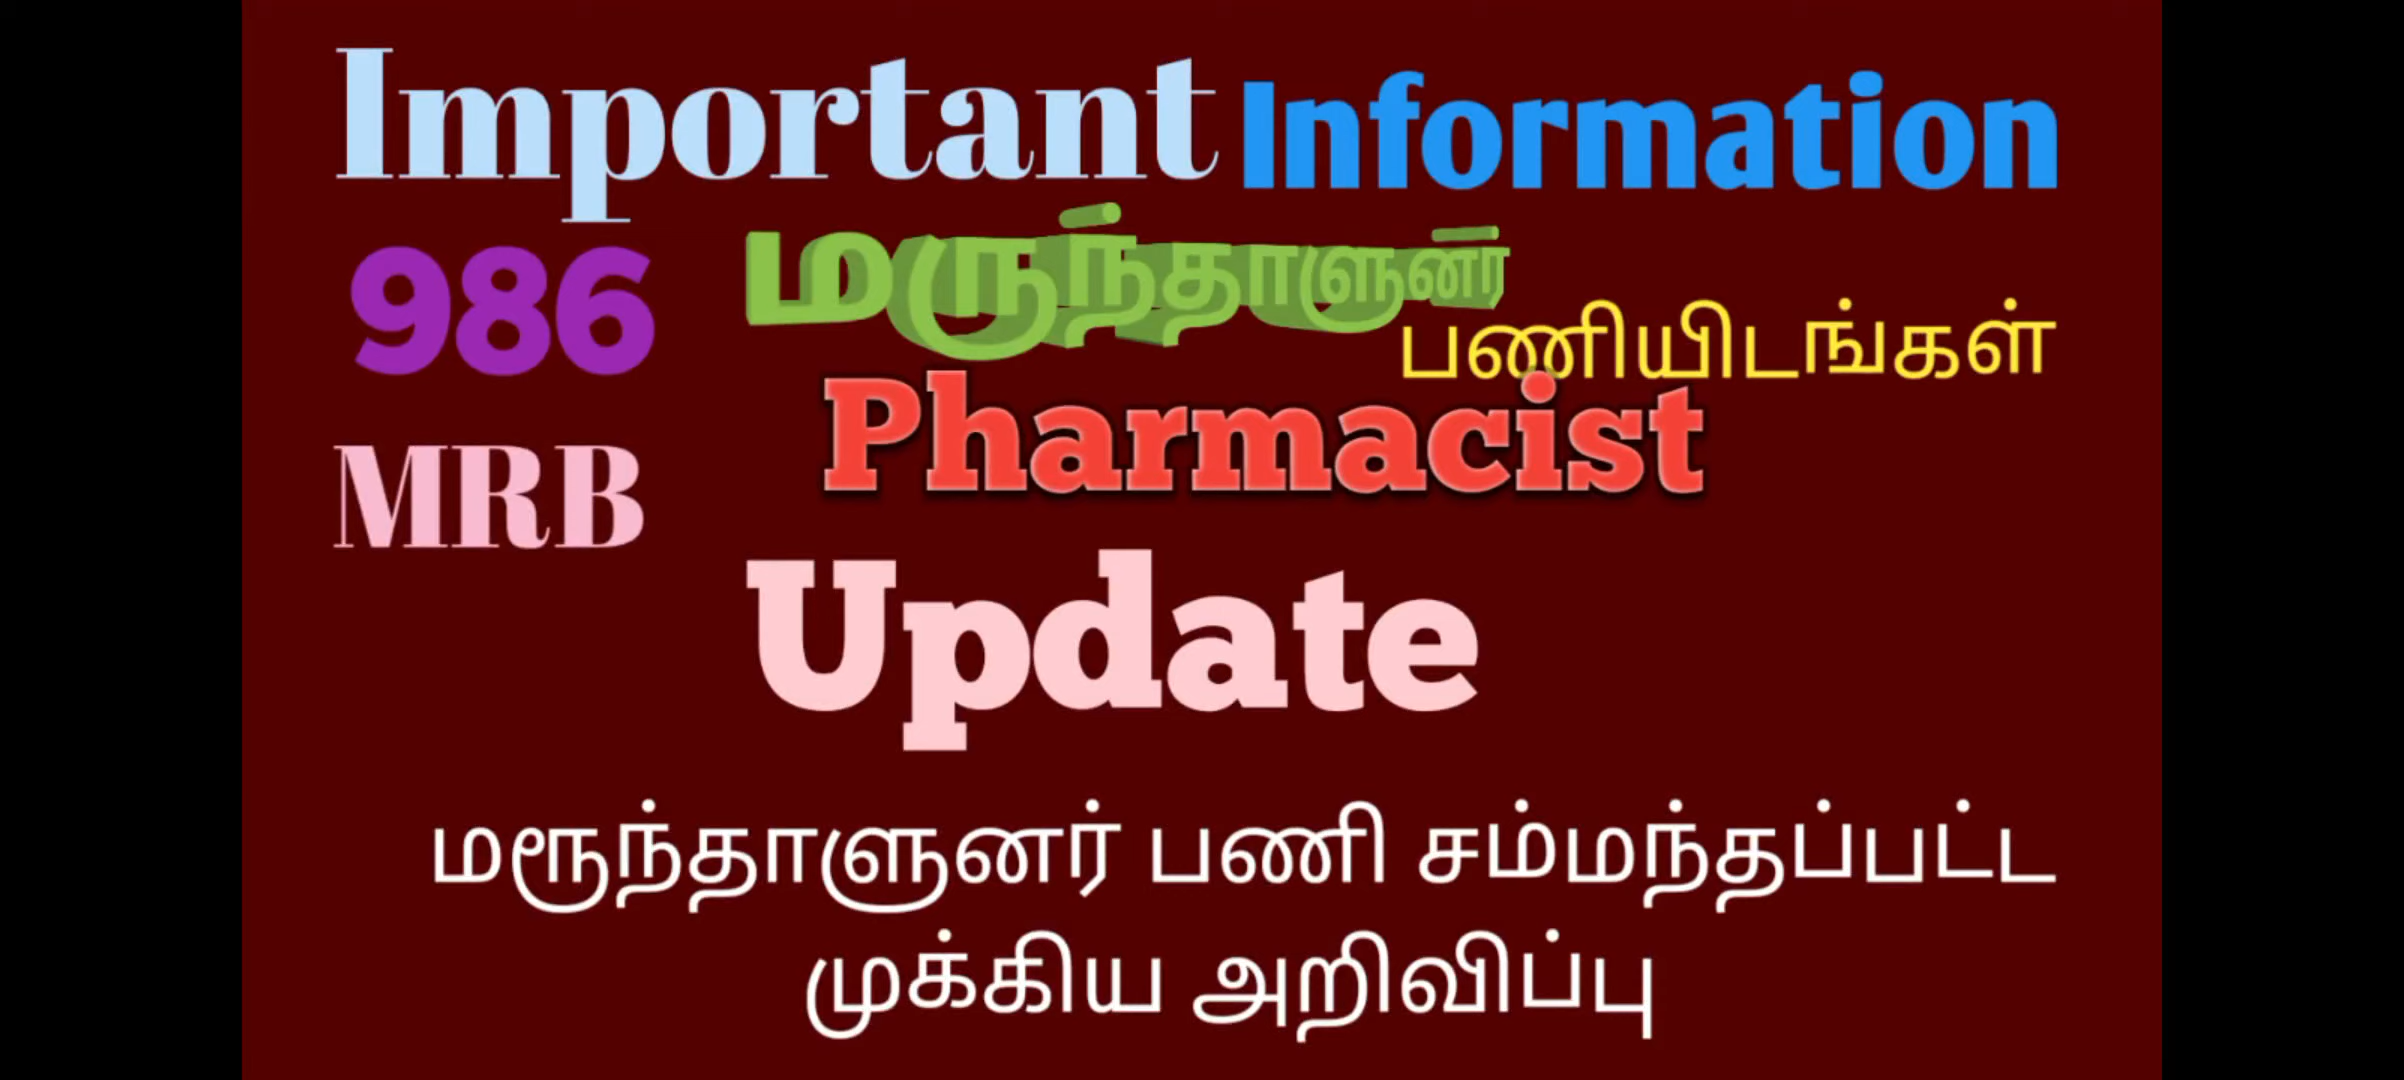 Important Information
986 மருந்தாளுனர்
பணியிடங்கள்
Pharmacist
MRB
Update
மரூந்தாளுனர் பணி சம்மந்தப்பட்ட
முக்கிய அறிவிப்பு